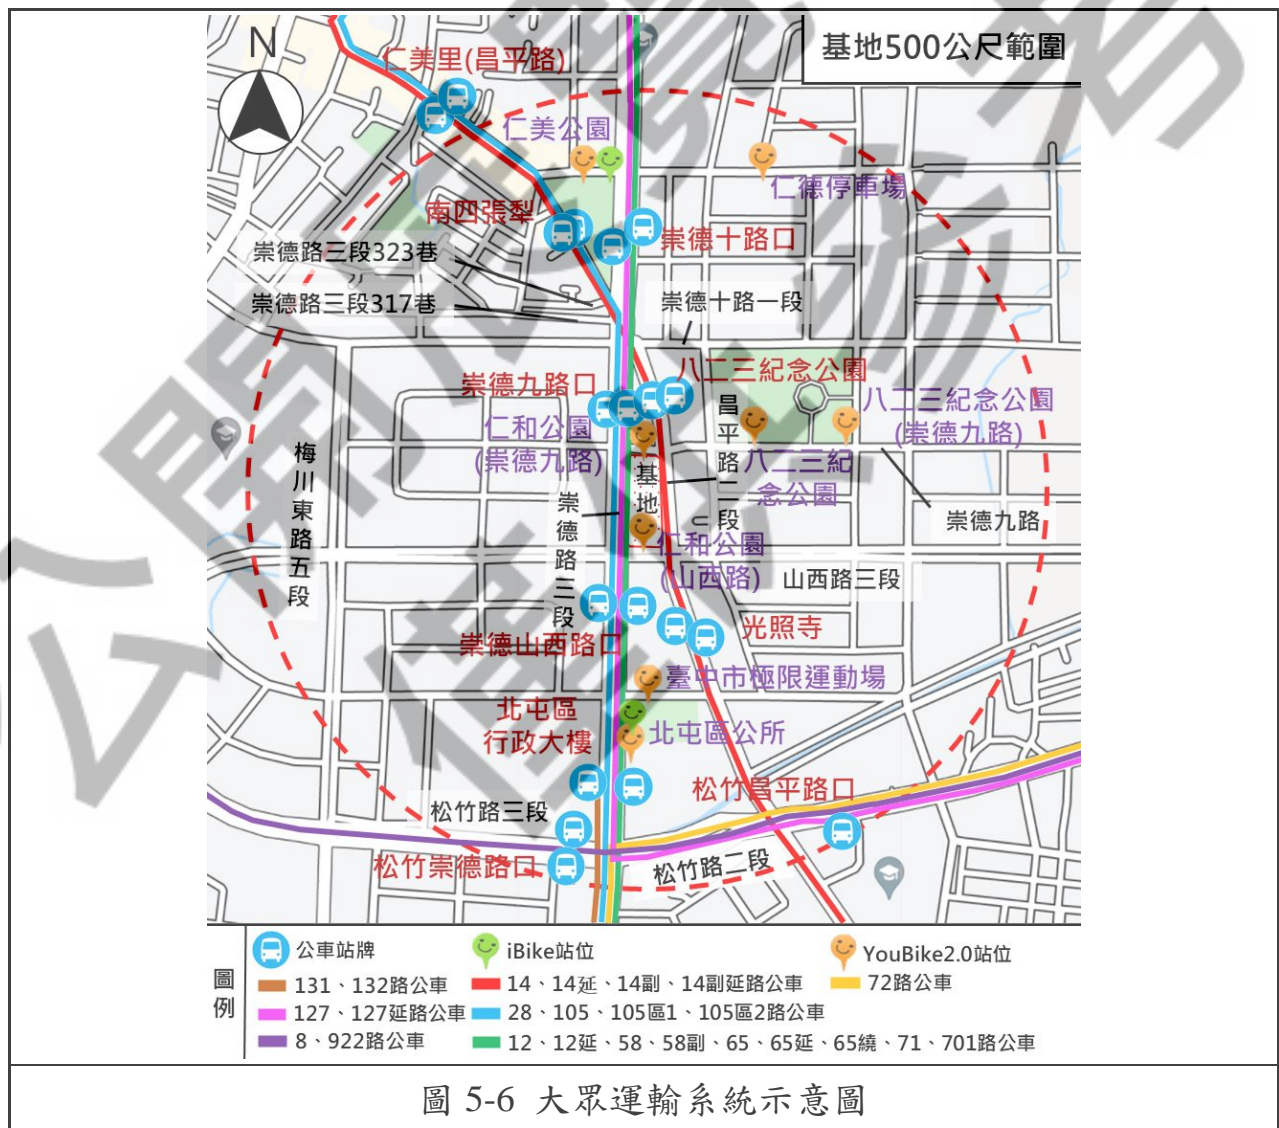 N
基地500公尺範圍
仁美里(昌平路)
仁美公園
仁德停車場
南四張犁
崇德十路口
崇德路三段323巷
崇德路三段317巷
崇德十路一段
崇德九路口
八二三紀念公園
仁和公園
(崇德九路)
昌平路二段
八二三紀念公園
(崇德九路)
八二三紀
念公園
梅川東路五段
基地
崇德路三段
崇德九路
仁和公園
(山西路)
山西路三段
崇德山西路口
光照寺
臺中市極限運動場
北屯區
行政大樓
北屯區公所
松竹昌平路口
松竹路三段
松竹崇德路口
松竹路二段
圖例
公車站牌
iBike站位
YouBike2.0站位
131、132路公車
14、14延、14副、14副延路公車
72路公車
127、127延路公車
28、105、105區1、105區2路公車
8、922路公車
12、12延、58、58副、65、65延、65繞、71、701路公車
圖 5-6 大眾運輸系統示意圖